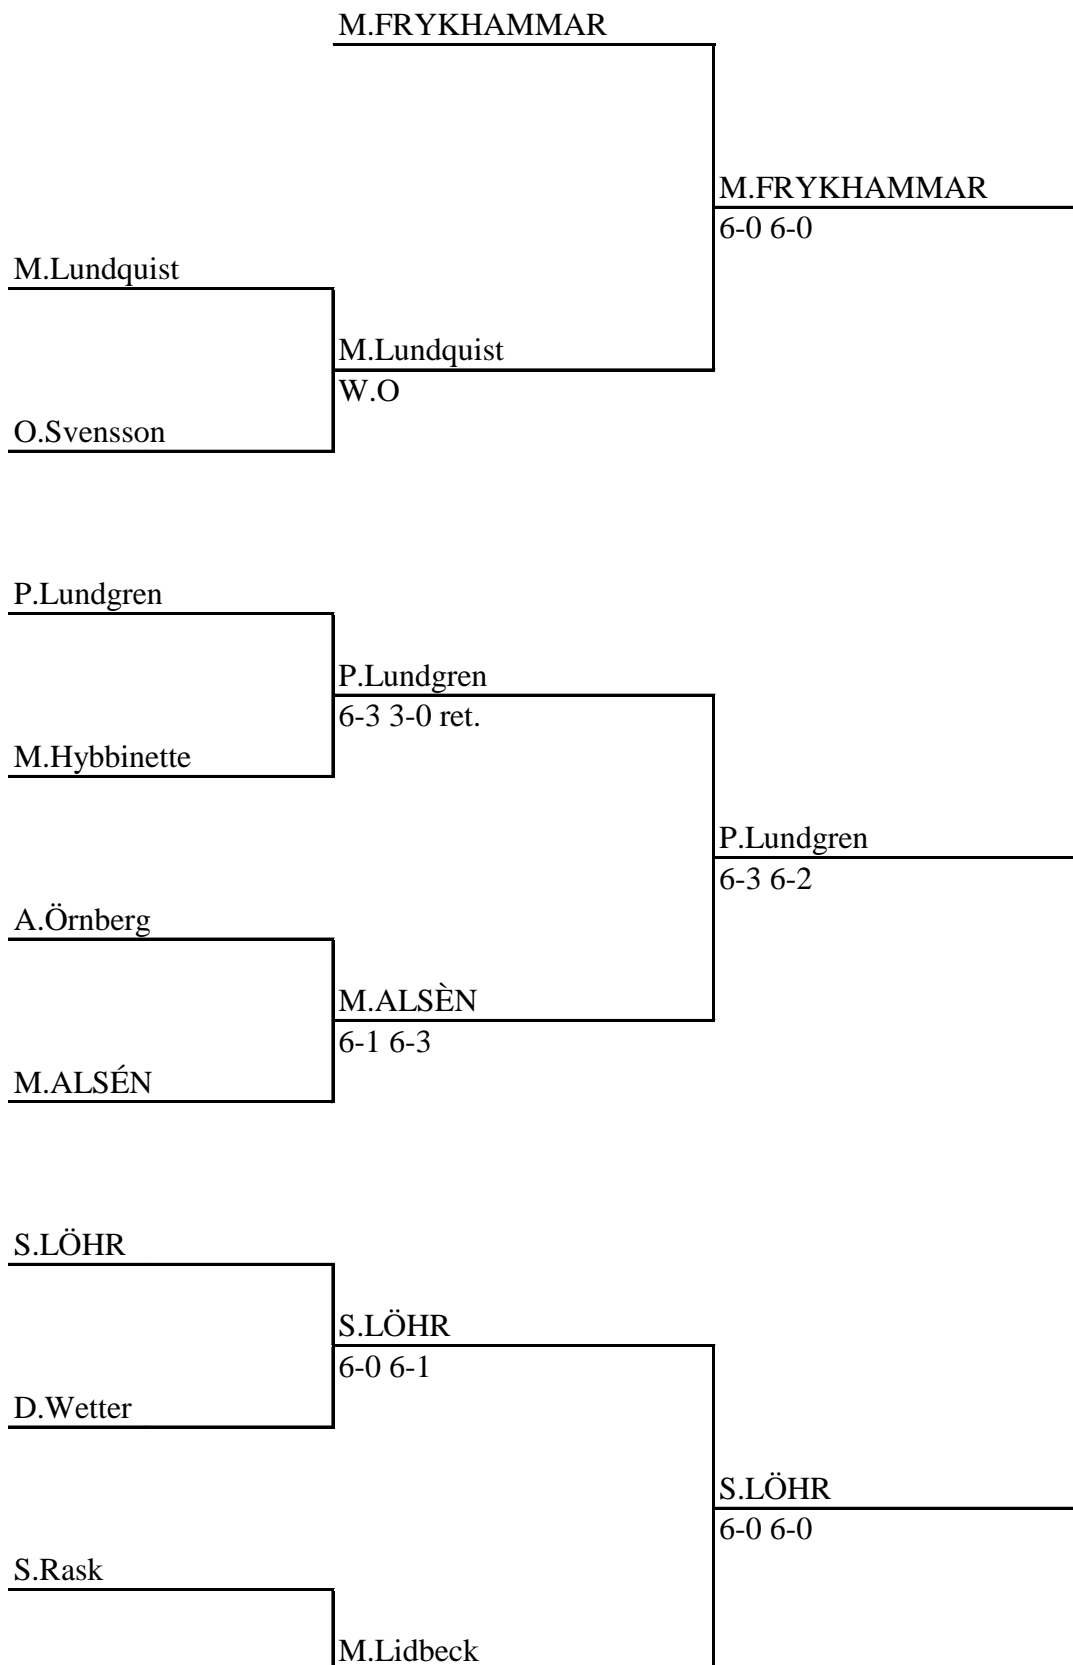 M.FRYKHAMMAR
M.FRYKHAMMAR
6-0 6-0
M.Lundquist
M.Lundquist
W.O
O.Svensson
P.Lundgren
P.Lundgren
6-3 3-0 ret.
M.Hybbinette
P.Lundgren
6-3 6-2
A.Örnberg
M.ALSÈN
6-1 6-3
M.ALSÉN
S.LÖHR
S.LÖHR
6-0 6-1
D.Wetter
S.LÖHR
6-0 6-0
S.Rask
M.Lidbeck